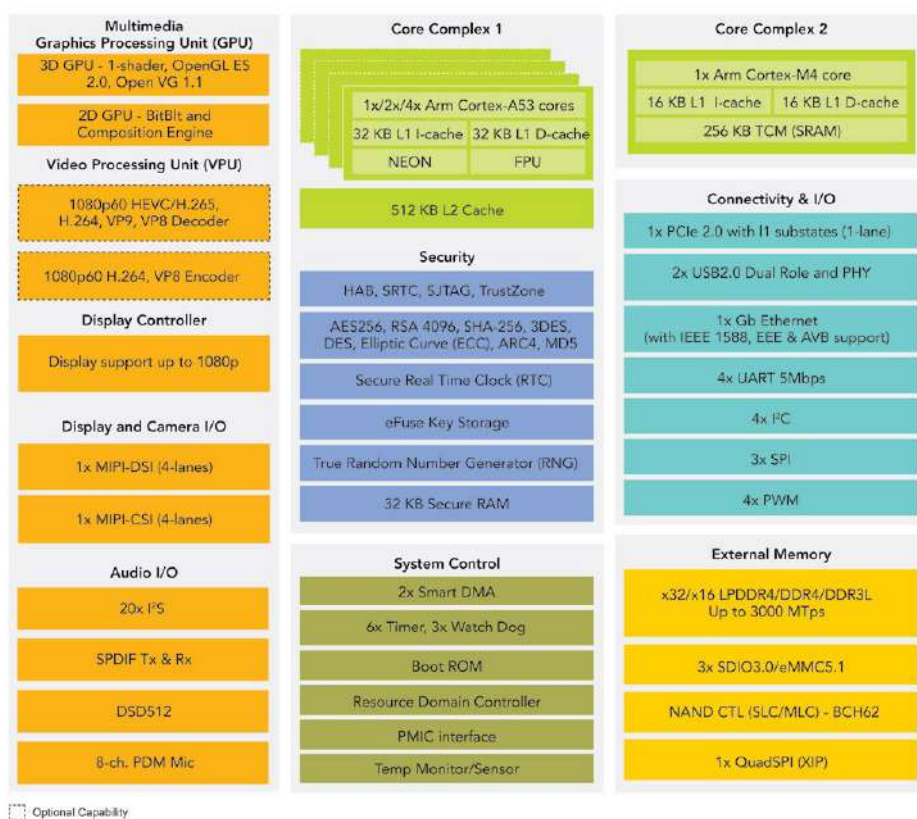 Multimedia
Graphics Processing Unit (GPU)
3D GPU - 1-shader, OpenGL ES
2.0, Open VG 1.1
2D GPU - BitBlt and
Composition Engine
Video Processing Unit (VPU)
1080p60 HEVC/H.265,
H.264, VP9, VP8 Decoder
1080p60 H.264, VP8 Encoder
Display Controller
Display support up to 1080p
Display and Camera I/O
1x MIPI-DSI (4-lanes)
1x MIPI-CSI (4-lanes)
Audio I/O
20x I²S
SPDIF Tx & Rx
DSD512
8-ch. PDM Mic
Core Complex 1
1x/2x/4x Arm Cortex-A53 cores
32 KB L1 I-cache
32 KB L1 D-cache
NEON
FPU
512 KB L2 Cache
Security
HAB, SRTC, SJTAG, TrustZone
AES256, RSA 4096, SHA-256, 3DES,
DES, Elliptic Curve (ECC), ARC4, MD5
Secure Real Time Clock (RTC)
eFuse Key Storage
True Random Number Generator (RNG)
32 KB Secure RAM
System Control
2x Smart DMA
6x Timer, 3x Watch Dog
Boot ROM
Resource Domain Controller
PMIC interface
Temp Monitor/Sensor
Core Complex 2
1x Arm Cortex-M4 core
16 KB L1 I-cache
16 KB L1 D-cache
256 KB TCM (SRAM)
Connectivity & I/O
1x PCIe 2.0 with l1 substates (1-lane)
2x USB2.0 Dual Role and PHY
1x Gb Ethernet
(with IEEE 1588, EEE & AVB support)
4x UART 5Mbps
4x I²C
3x SPI
4x PWM
External Memory
x32/x16 LPDDR4/DDR4/DDR3L
Up to 3000 MTps
3x SDIO3.0/eMMC5.1
NAND CTL (SLC/MLC) - BCH62
1x QuadSPI (XIP)
Optional Capability